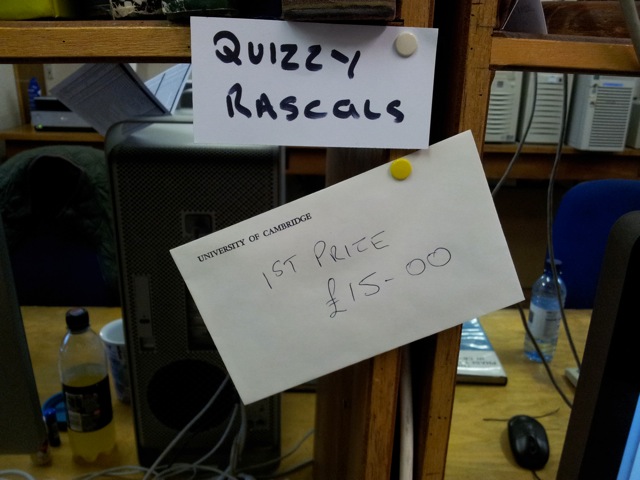 QUIZZY
RASCALS
UNIVERSITY OF CAMBRIDGE
1ST PRIZE
£15-00